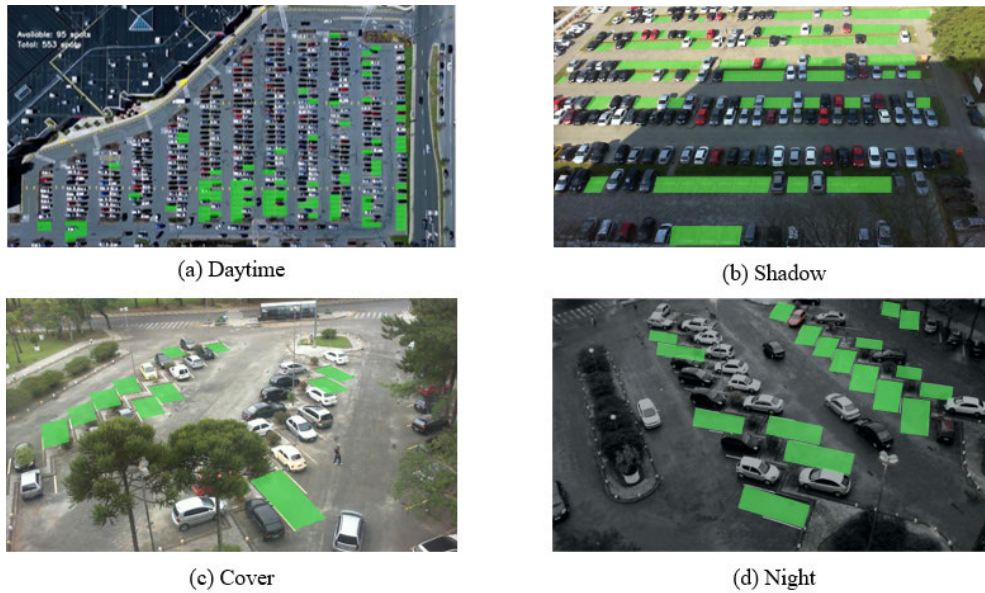 Available: 95 spots
Total: 553 spots
(a) Daytime
(b) Shadow
(c) Cover
(d) Night